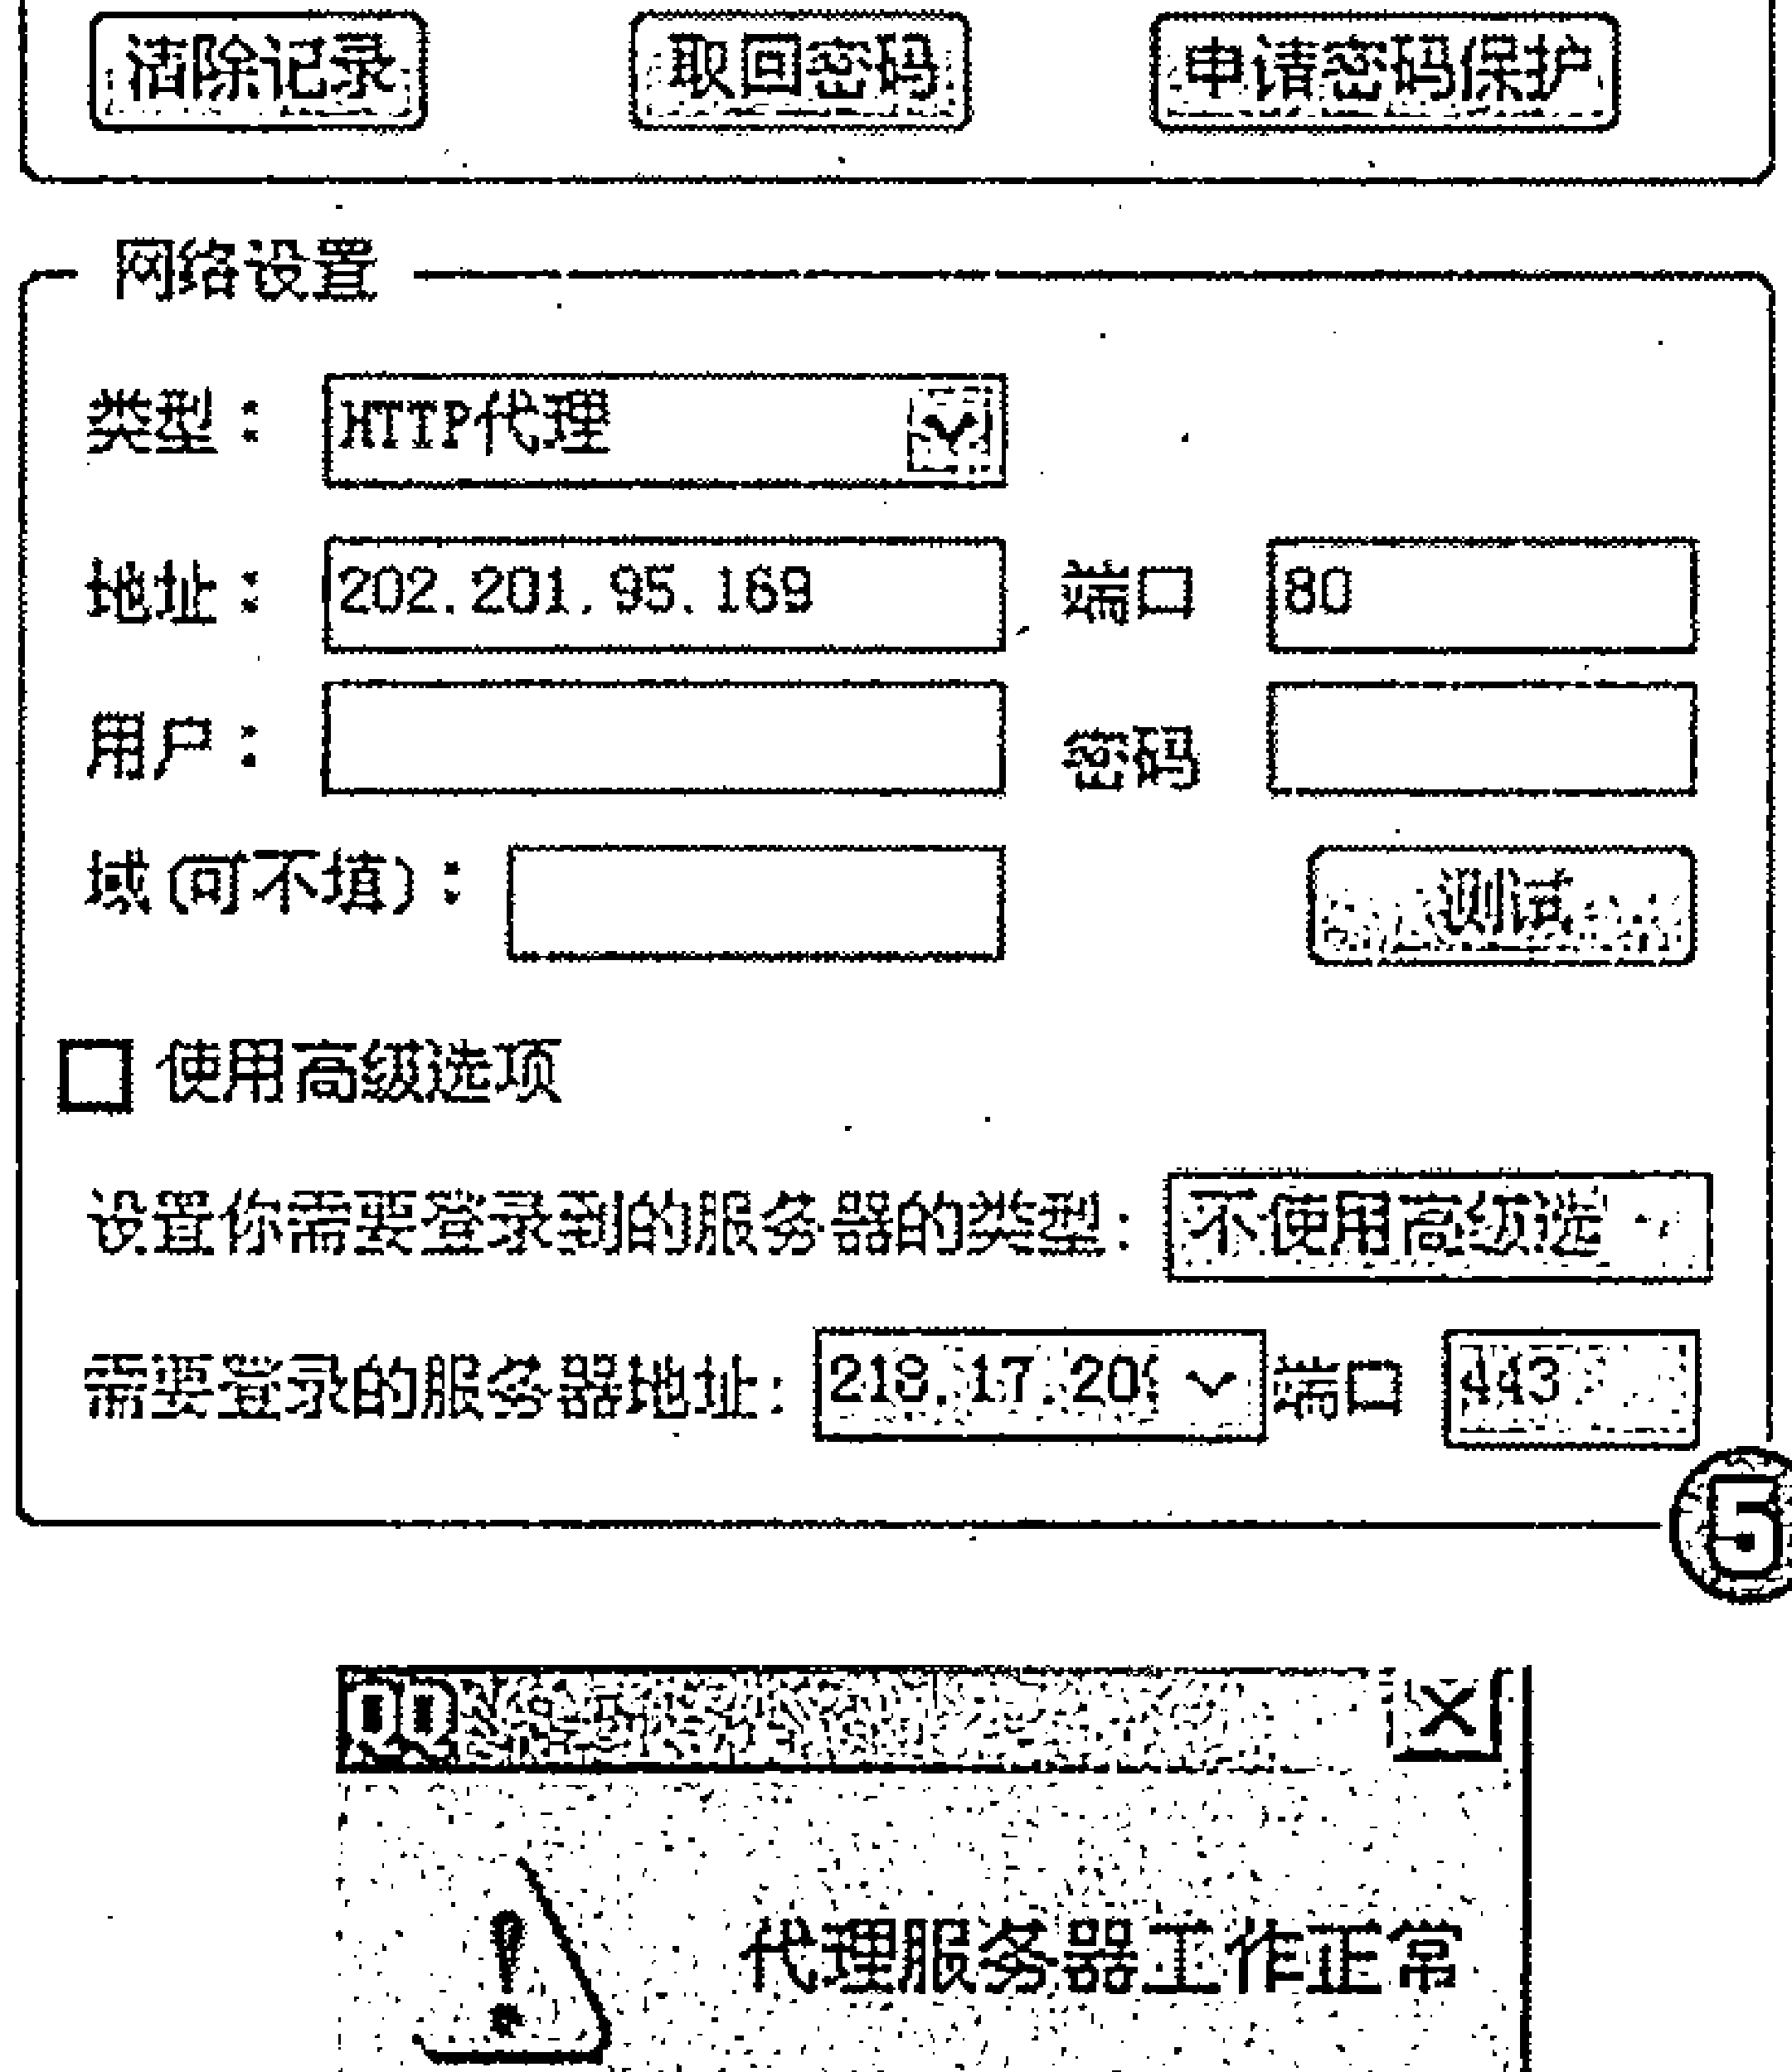 清除记录 取回密码 申请密码保护
网络设置
类型： HTTP代理
地址： 202.201.95.169 端口 80
用户： 密码
域(可不填)： 测试
使用高级选项
设置你需要登录到的服务器的类型: 不使用高级选
需要登录的服务器地址: 218.17.20 端口 443
5
QQ
代理服务器工作正常